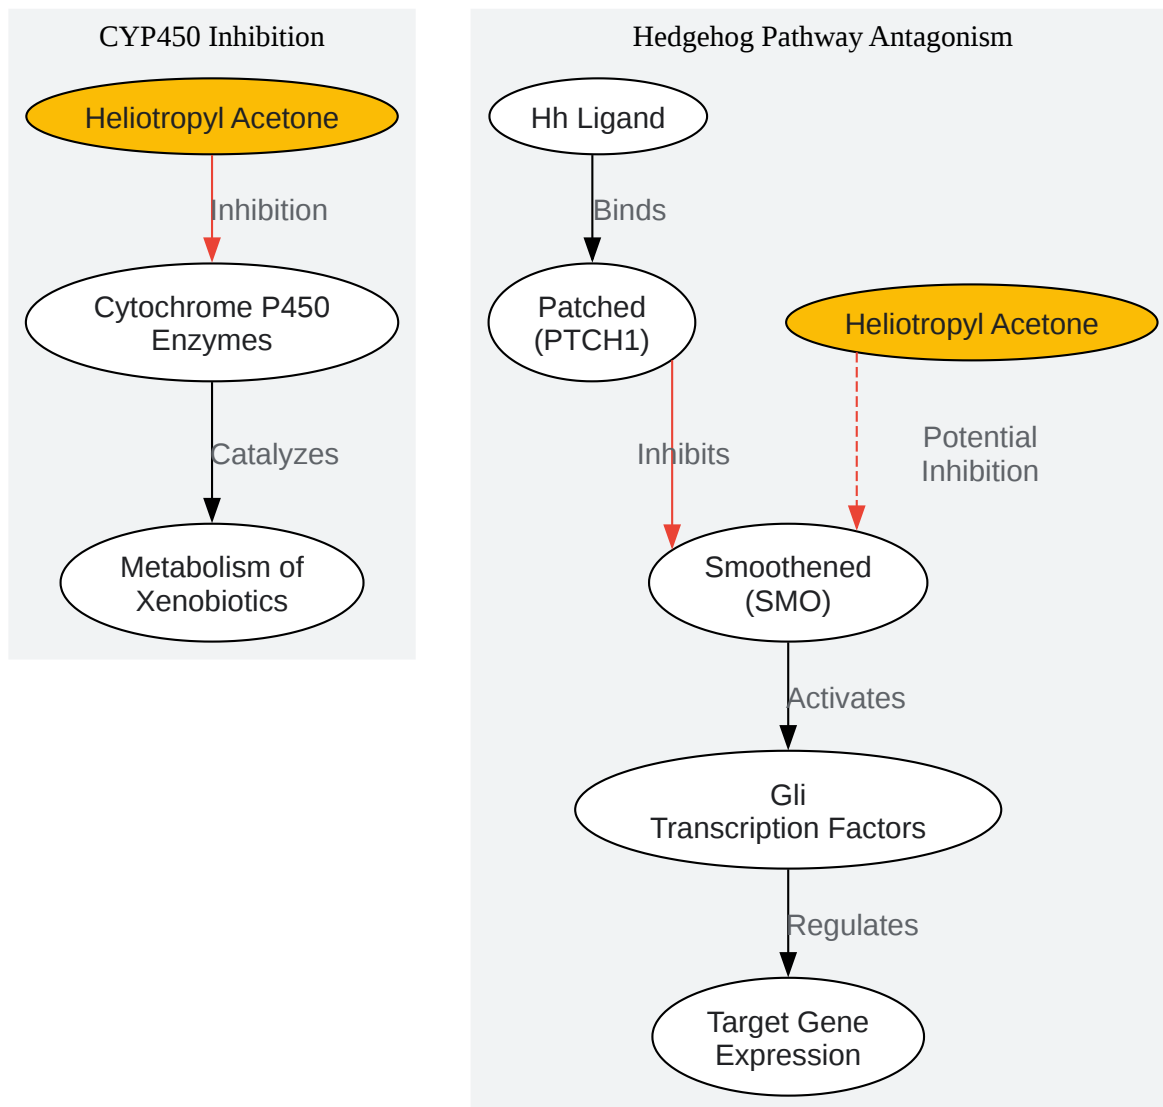 CYP450 Inhibition
Heliotropyl Acetone
Inhibition
Cytochrome P450
Enzymes
Catalyzes
Metabolism of
Xenobiotics
Hedgehog Pathway Antagonism
Hh Ligand
Binds
Patched
(PTCH1)
Heliotropyl Acetone
Inhibits
Potential
Inhibition
Smoothened
(SMO)
Activates
Gli
Transcription Factors
Regulates
Target Gene
Expression